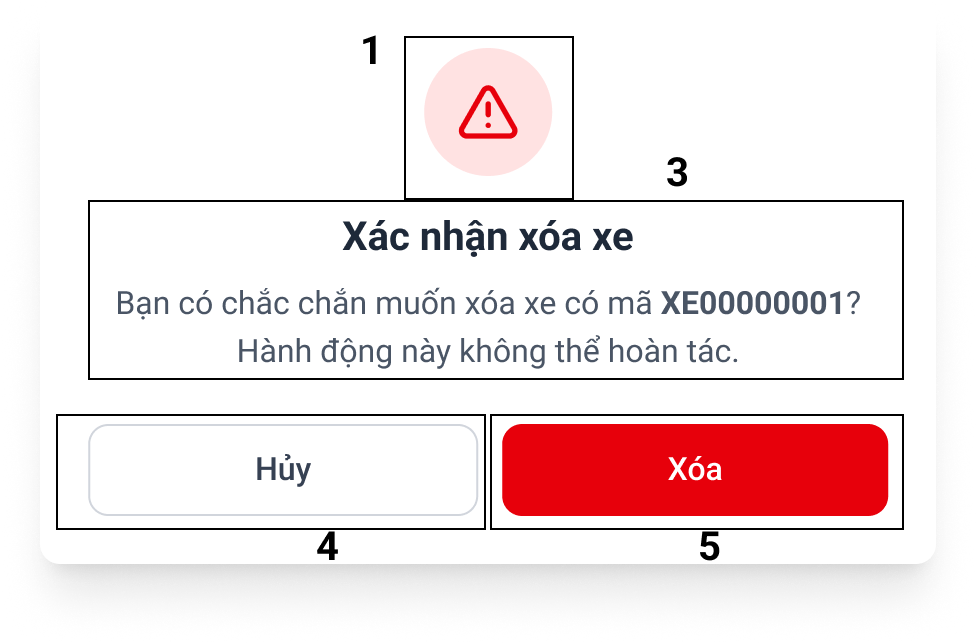 1
3
Xác nhận xóa xe
Bạn có chắc chắn muốn xóa xe có mã XE00000001?
Hành động này không thể hoàn tác.
Hủy
Xóa
4
5